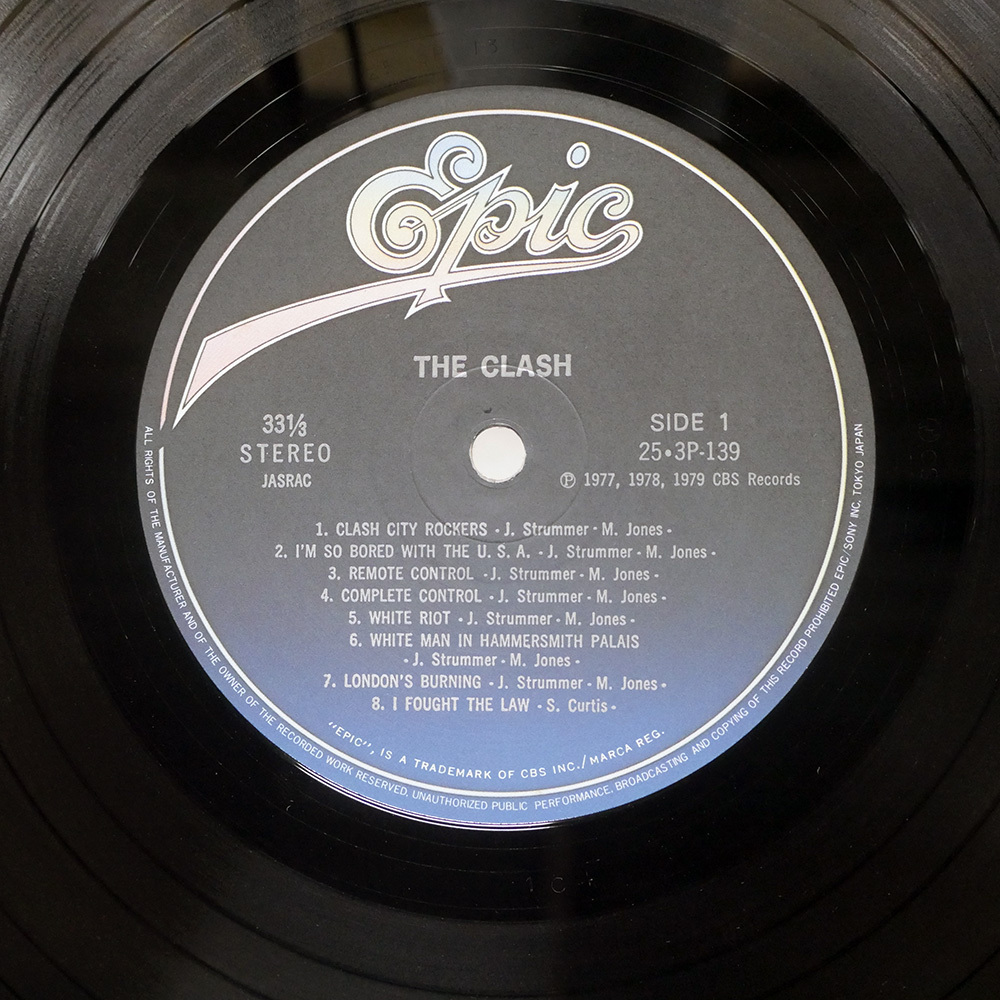 13
Epic
THE CLASH
33⅓
STEREO
JASRAC
SIDE 1
25•3P-139
℗ 1977, 1978, 1979 CBS Records
1. CLASH CITY ROCKERS - J. Strummer - M. Jones -
2. I'M SO BORED WITH THE U. S. A. - J. Strummer - M. Jones -
3. REMOTE CONTROL - J. Strummer - M. Jones -
4. COMPLETE CONTROL - J. Strummer - M. Jones -
5. WHITE RIOT - J. Strummer - M. Jones -
6. WHITE MAN IN HAMMERSMITH PALAIS
- J. Strummer - M. Jones -
7. LONDON'S BURNING - J. Strummer - M. Jones -
8. I FOUGHT THE LAW - S. Curtis -
"EPIC", IS A TRADEMARK OF CBS INC./MARCA REG.
ALL RIGHTS OF THE MANUFACTURER AND OF THE OWNER OF THE RECORDED WORK RESERVED. UNAUTHORIZED PUBLIC PERFORMANCE, BROADCASTING AND COPYING OF THIS RECORD PROHIBITED EPIC/SONY INC. TOKYO JAPAN